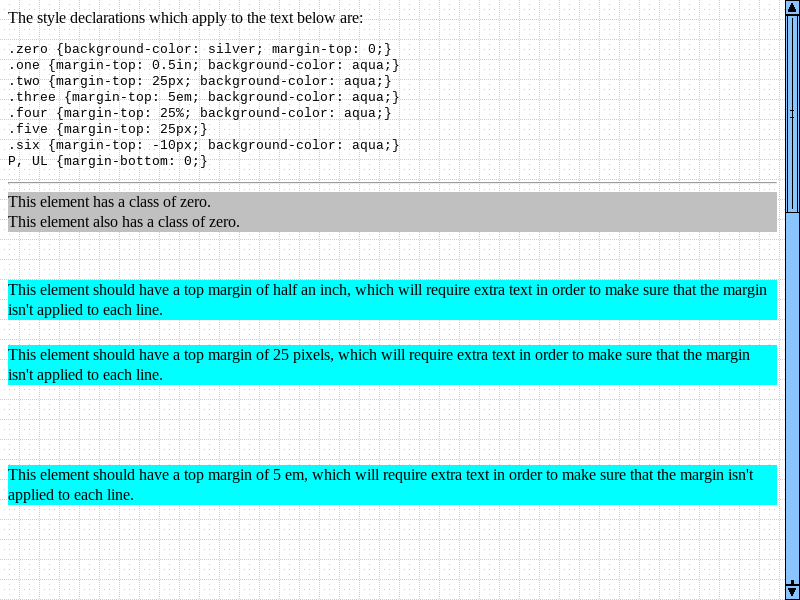 The style declarations which apply to the text below are:
.zero {background-color: silver; margin-top: 0;}
.one {margin-top: 0.5in; background-color: aqua;}
.two {margin-top: 25px; background-color: aqua;}
.three {margin-top: 5em; background-color: aqua;}
.four {margin-top: 25%; background-color: aqua;}
.five {margin-top: 25px;}
.six {margin-top: -10px; background-color: aqua;}
P, UL {margin-bottom: 0;}
This element has a class of zero.
This element also has a class of zero.
This element should have a top margin of half an inch, which will require extra text in order to make sure that the margin
isn't applied to each line.
This element should have a top margin of 25 pixels, which will require extra text in order to make sure that the margin
isn't applied to each line.
This element should have a top margin of 5 em, which will require extra text in order to make sure that the margin isn't
applied to each line.